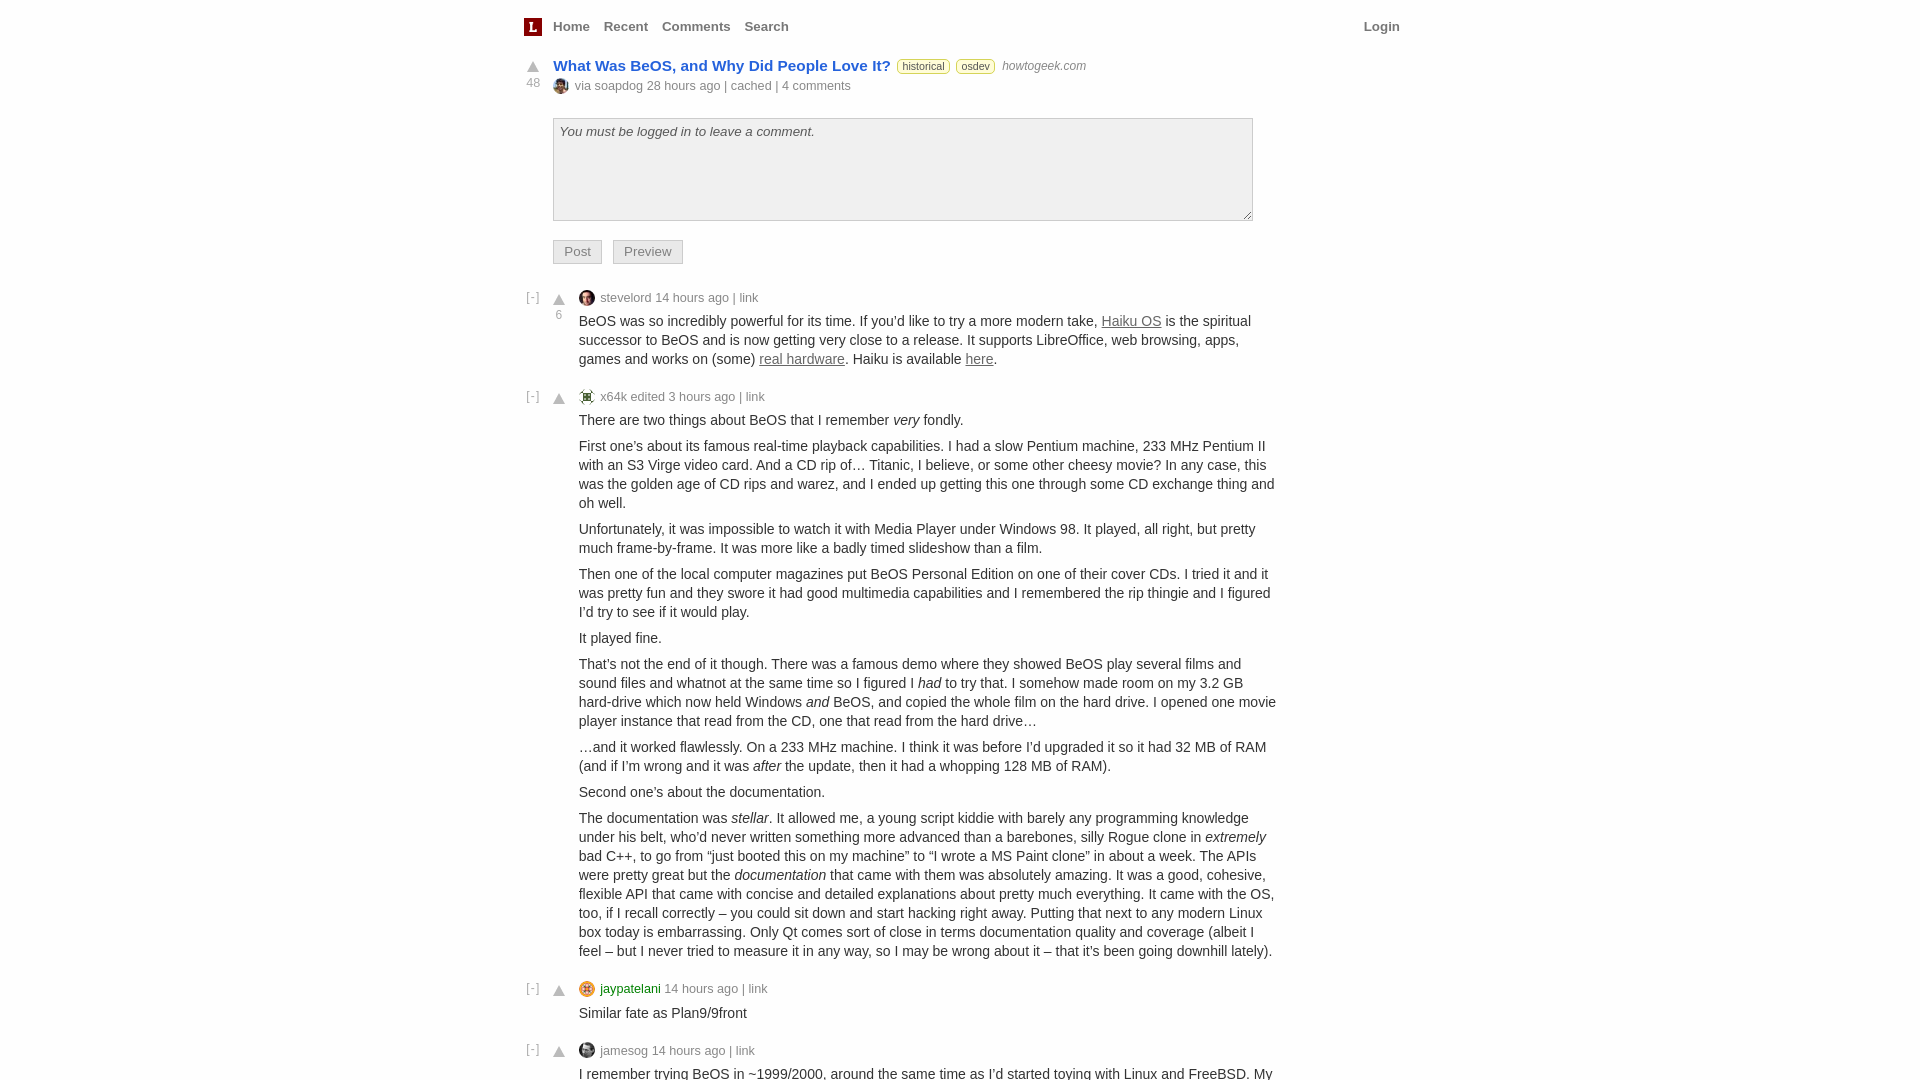 L Home Recent Comments Search Login
What Was BeOS, and Why Did People Love It? historical osdev howtogeek.com
48
via soapdog 28 hours ago | cached | 4 comments
You must be logged in to leave a comment.
Post Preview
[-] stevelord 14 hours ago | link
6
BeOS was so incredibly powerful for its time. If you’d like to try a more modern take, Haiku OS is the spiritual
successor to BeOS and is now getting very close to a release. It supports LibreOffice, web browsing, apps,
games and works on (some) real hardware. Haiku is available here.
[-] x64k edited 3 hours ago | link
There are two things about BeOS that I remember very fondly.
First one’s about its famous real-time playback capabilities. I had a slow Pentium machine, 233 MHz Pentium II
with an S3 Virge video card. And a CD rip of… Titanic, I believe, or some other cheesy movie? In any case, this
was the golden age of CD rips and warez, and I ended up getting this one through some CD exchange thing and
oh well.
Unfortunately, it was impossible to watch it with Media Player under Windows 98. It played, all right, but pretty
much frame-by-frame. It was more like a badly timed slideshow than a film.
Then one of the local computer magazines put BeOS Personal Edition on one of their cover CDs. I tried it and it
was pretty fun and they swore it had good multimedia capabilities and I remembered the rip thingie and I figured
I’d try to see if it would play.
It played fine.
That’s not the end of it though. There was a famous demo where they showed BeOS play several films and
sound files and whatnot at the same time so I figured I had to try that. I somehow made room on my 3.2 GB
hard-drive which now held Windows and BeOS, and copied the whole film on the hard drive. I opened one movie
player instance that read from the CD, one that read from the hard drive…
…and it worked flawlessly. On a 233 MHz machine. I think it was before I’d upgraded it so it had 32 MB of RAM
(and if I’m wrong and it was after the update, then it had a whopping 128 MB of RAM).
Second one’s about the documentation.
The documentation was stellar. It allowed me, a young script kiddie with barely any programming knowledge
under his belt, who’d never written something more advanced than a barebones, silly Rogue clone in extremely
bad C++, to go from “just booted this on my machine” to “I wrote a MS Paint clone” in about a week. The APIs
were pretty great but the documentation that came with them was absolutely amazing. It was a good, cohesive,
flexible API that came with concise and detailed explanations about pretty much everything. It came with the OS,
too, if I recall correctly – you could sit down and start hacking right away. Putting that next to any modern Linux
box today is embarrassing. Only Qt comes sort of close in terms documentation quality and coverage (albeit I
feel – but I never tried to measure it in any way, so I may be wrong about it – that it’s been going downhill lately).
[-] jaypatelani 14 hours ago | link
Similar fate as Plan9/9front
[-] jamesog 14 hours ago | link
I remember trying BeOS in ~1999/2000, around the same time as I’d started toying with Linux and FreeBSD. My